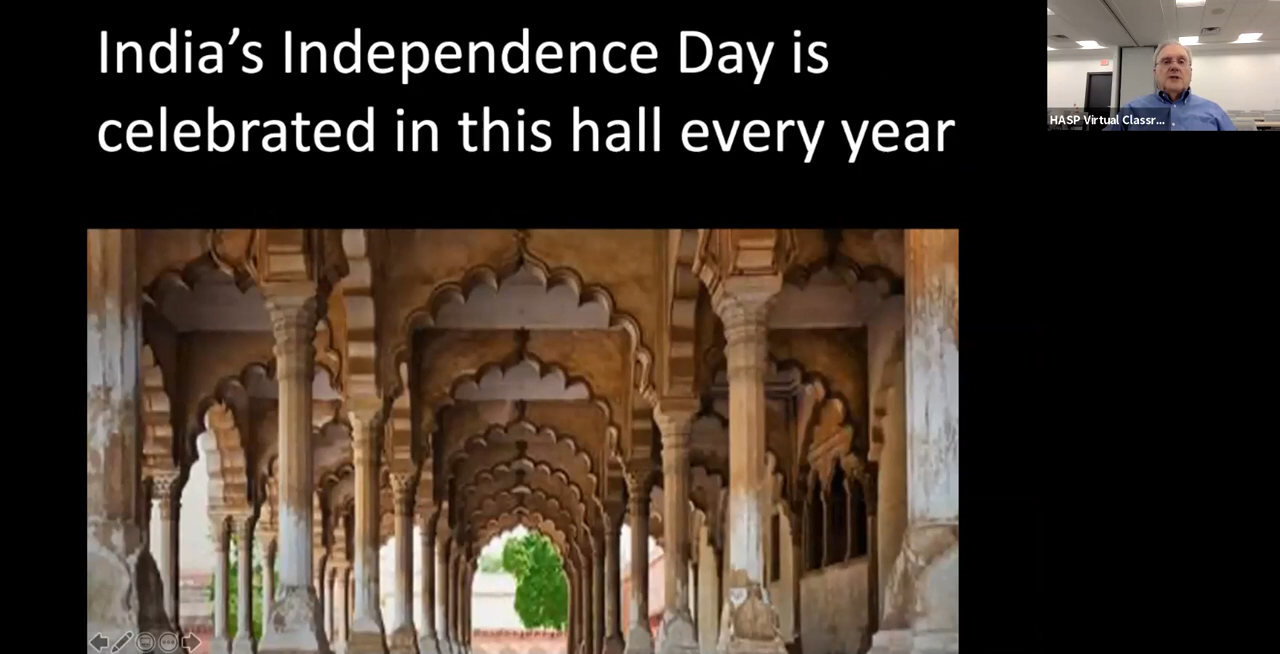 India’s Independence Day is
celebrated in this hall every year
HASP Virtual Classr...